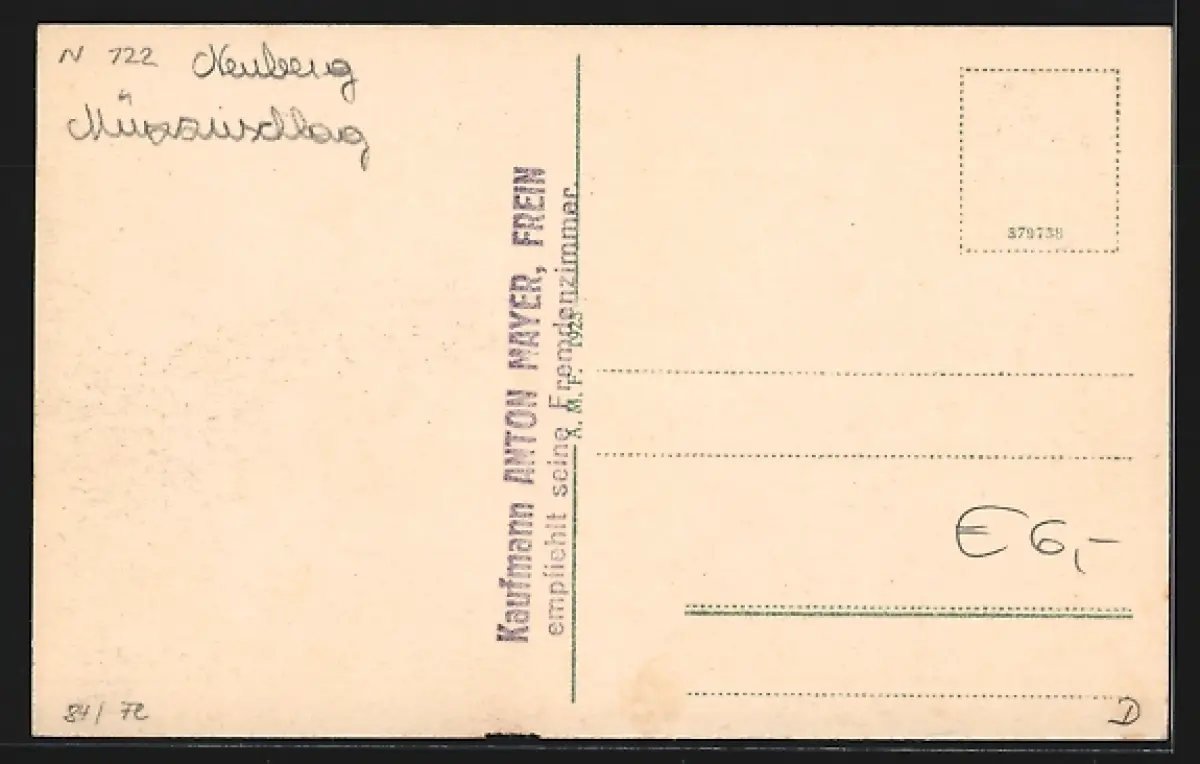 N 722 Neuberg
Mürzzuschlag
Kaufmann ANTON MAYER, FREIN
empfiehlt seine Fremdenzimmer.
A. M. F. 1925
379738
€ 6,-
84/ 72
D